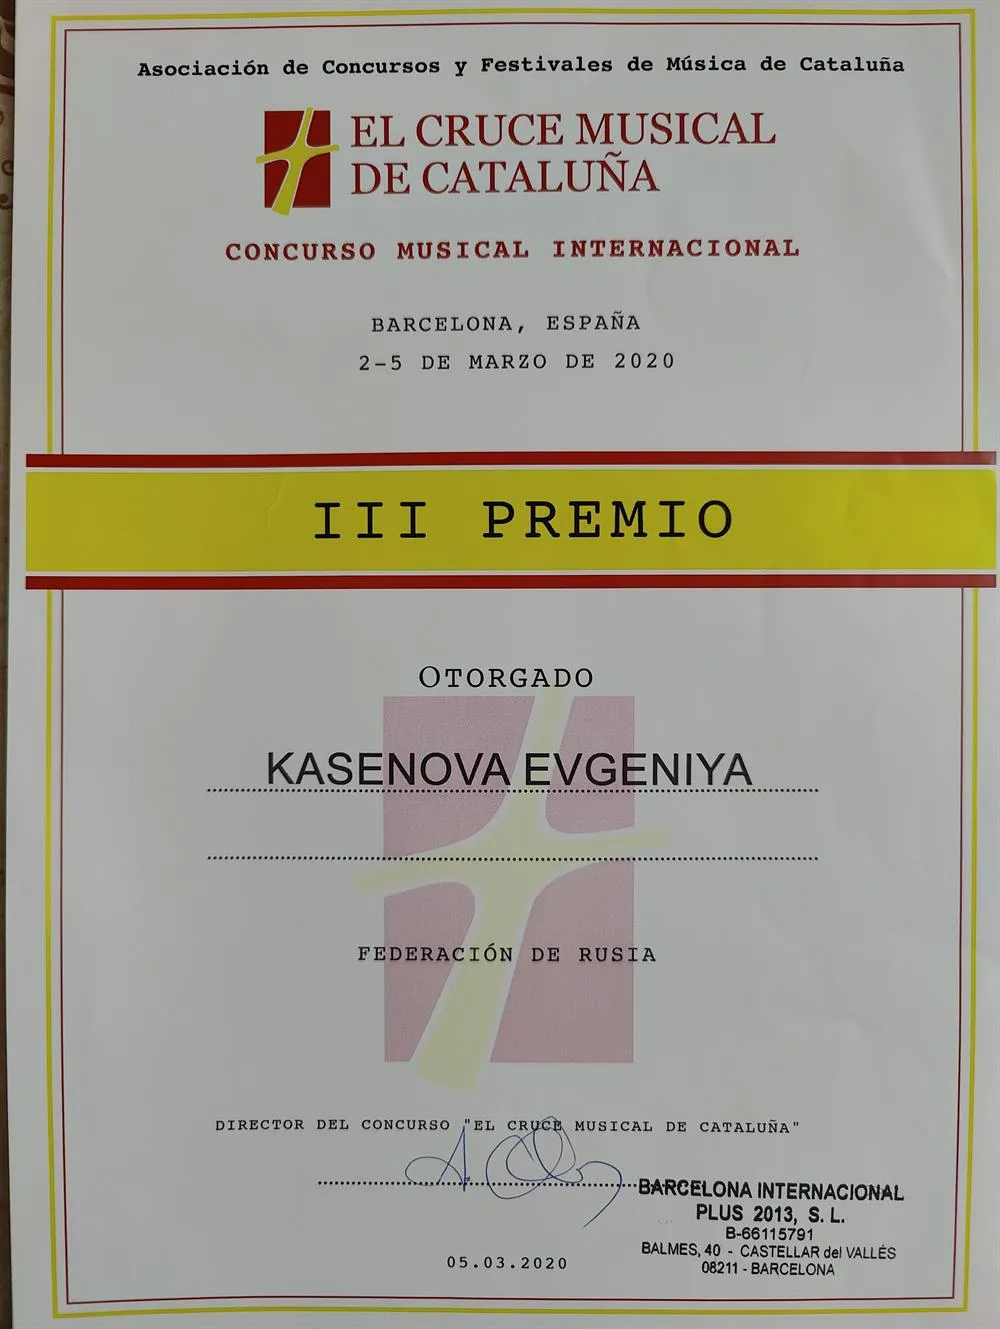 Asociación de Concursos y Festivales de Música de Cataluña
EL CRUCE MUSICAL
DE CATALUÑA
CONCURSO MUSICAL INTERNACIONAL
BARCELONA, ESPAÑA
2-5 DE MARZO DE 2020
III PREMIO
OTORGADO
KASENOVA EVGENIYA
FEDERACIÓN DE RUSIA
DIRECTOR DEL CONCURSO "EL CRUCE MUSICAL DE CATALUÑA"
BARCELONA INTERNACIONAL
PLUS 2013, S. L.
B-66115791
BALMES, 40 - CASTELLAR del VALLÉS
08211 - BARCELONA
05.03.2020